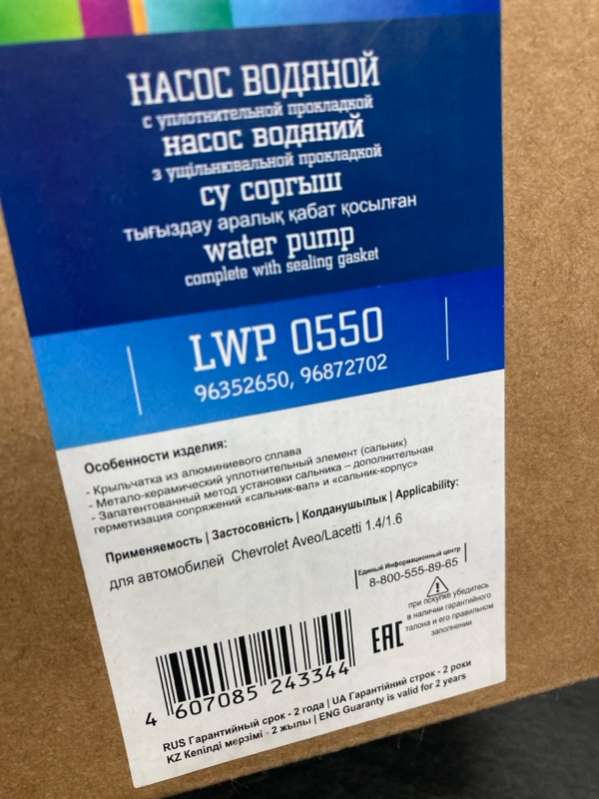 НАСОС ВОДЯНОЙ
с уплотнительной прокладкой
насос водяний
з ущільнювальной прокладкой
су соргыш
тығыздау аралық қабат қосылған
water pump
complete with sealing gasket
LWP 0550
96352650, 96872702
Особенности изделия:
- Крыльчатка из алюминиевого сплава
- Метало-керамический уплотнительный элемент (сальник)
- Запатентованный метод установки сальника – дополнительная
герметизация сопряжений «сальник-вал» и «сальник-корпус»
Применяемость | Застосовність | Колданушылык | Applicability:
для автомобилей Chevrolet Aveo/Lacetti 1.4/1.6
Единый Информационный центр
8-800-555-89-65
при покупке убедитесь
в наличии гарантийного
талона и его правильном
заполнении
EAC
4 607085 243344
RUS Гарантийный срок - 2 года | UA Гарантійний строк - 2 роки
KZ Кепілді мерзімі - 2 жылы | ENG Guaranty is valid for 2 years